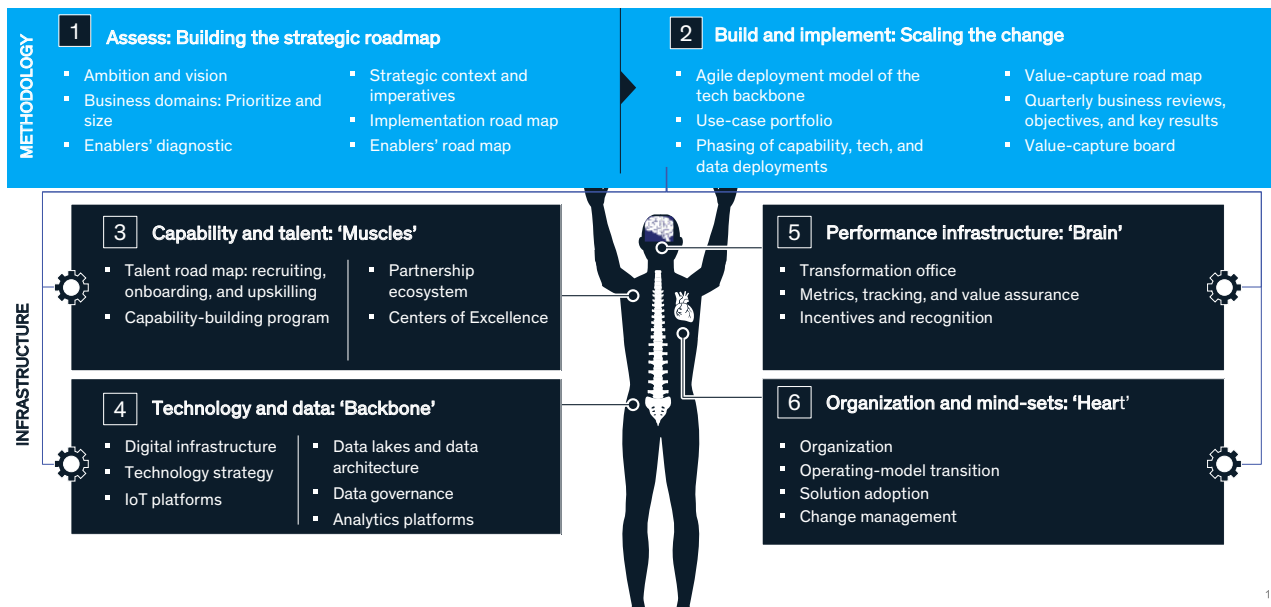 METHODOLOGY
1
Assess: Building the strategic roadmap
Ambition and vision
Business domains: Prioritize and
size
Enablers’ diagnostic
Strategic context and
imperatives
Implementation road map
Enablers’ road map
2
Build and implement: Scaling the change
Agile deployment model of the
tech backbone
Use-case portfolio
Phasing of capability, tech, and
data deployments
Value-capture road map
Quarterly business reviews,
objectives, and key results
Value-capture board
INFRASTRUCTURE
3
Capability and talent: ‘Muscles’
Talent road map: recruiting,
onboarding, and upskilling
Capability-building program
Partnership
ecosystem
Centers of Excellence
4
Technology and data: ‘Backbone’
Digital infrastructure
Technology strategy
IoT platforms
Data lakes and data
architecture
Data governance
Analytics platforms
5
Performance infrastructure: ‘Brain’
Transformation office
Metrics, tracking, and value assurance
Incentives and recognition
6
Organization and mind-sets: ‘Heart’
Organization
Operating-model transition
Solution adoption
Change management
1